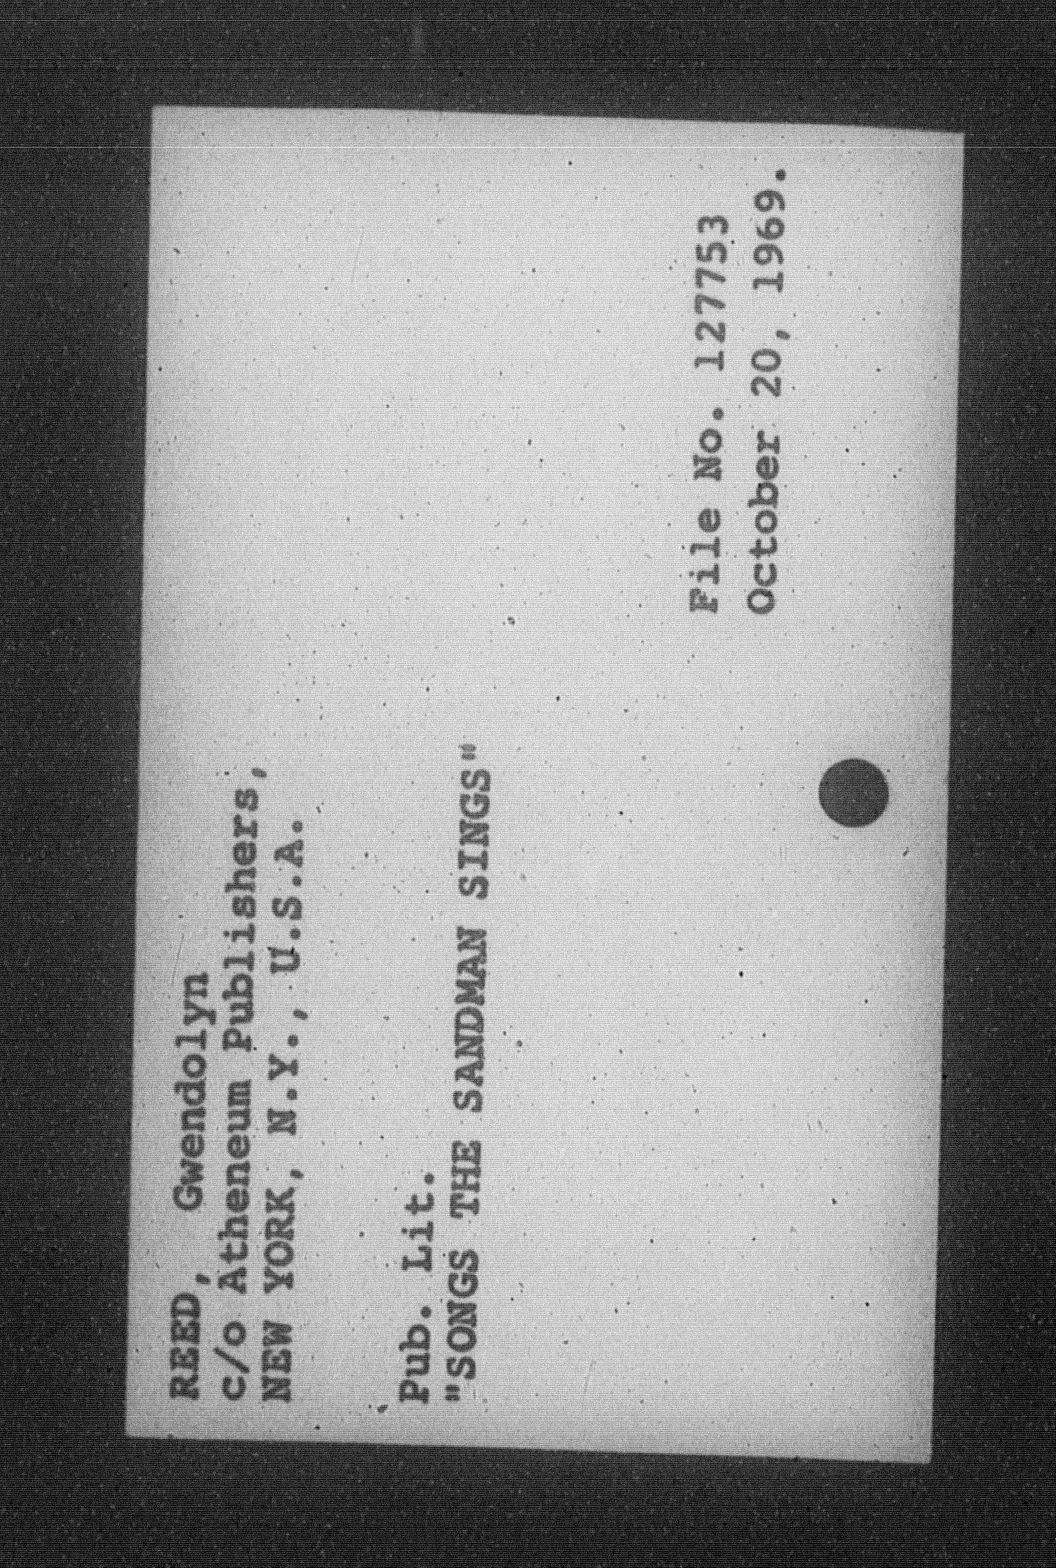 REED, Gwendolyn
c/o Atheneum Publishers,
NEW YORK, N.Y., U.S.A.
Pub. Lit.
"SONGS THE SANDMAN SINGS"
File No. 127753
October 20, 1969.